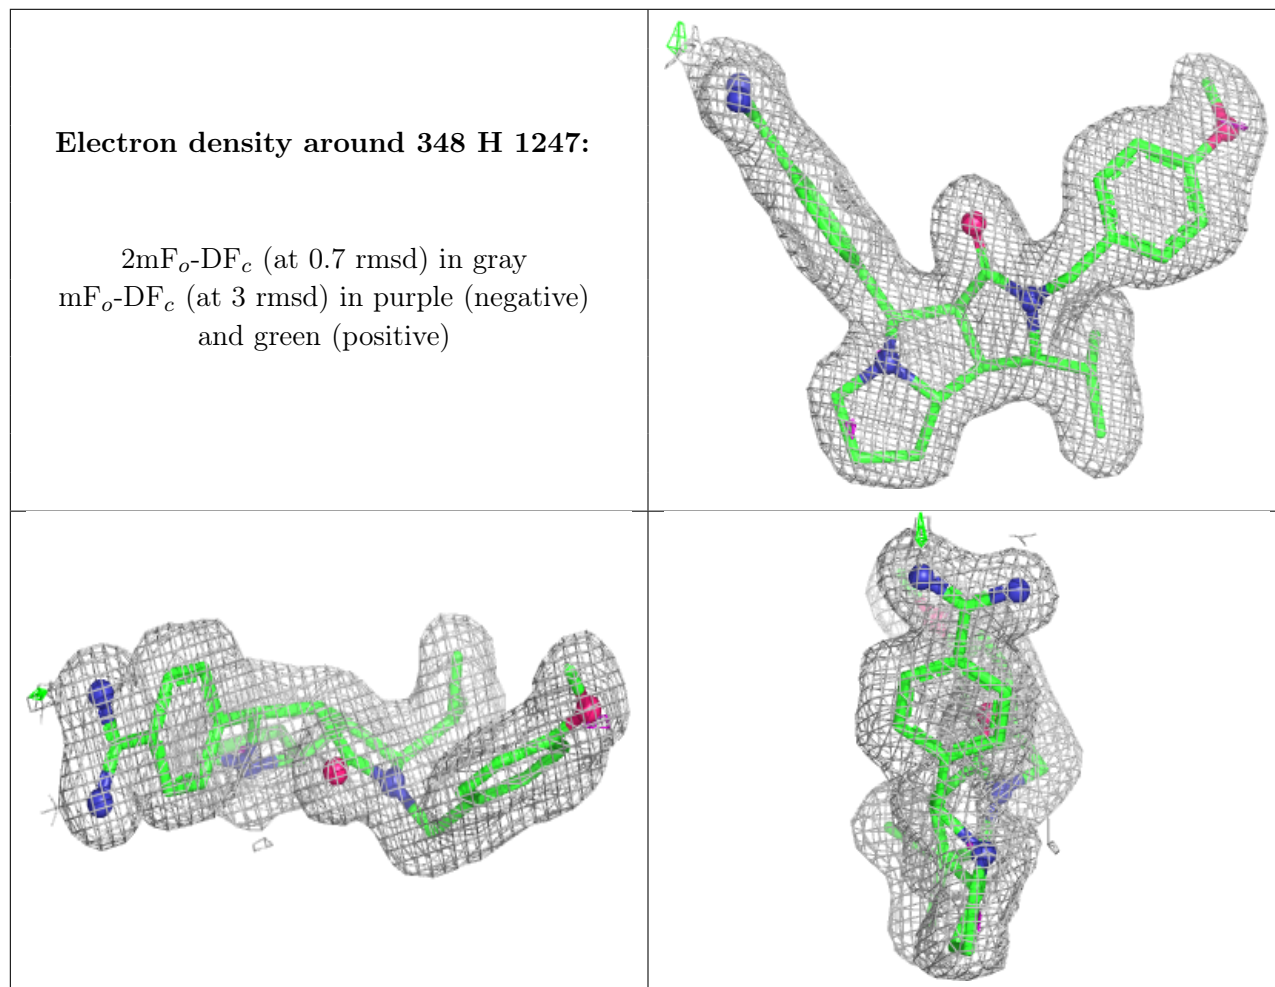 Electron density around 348 H 1247:
2mFo-DFc (at 0.7 rmsd) in gray
mFo-DFc (at 3 rmsd) in purple (negative)
and green (positive)